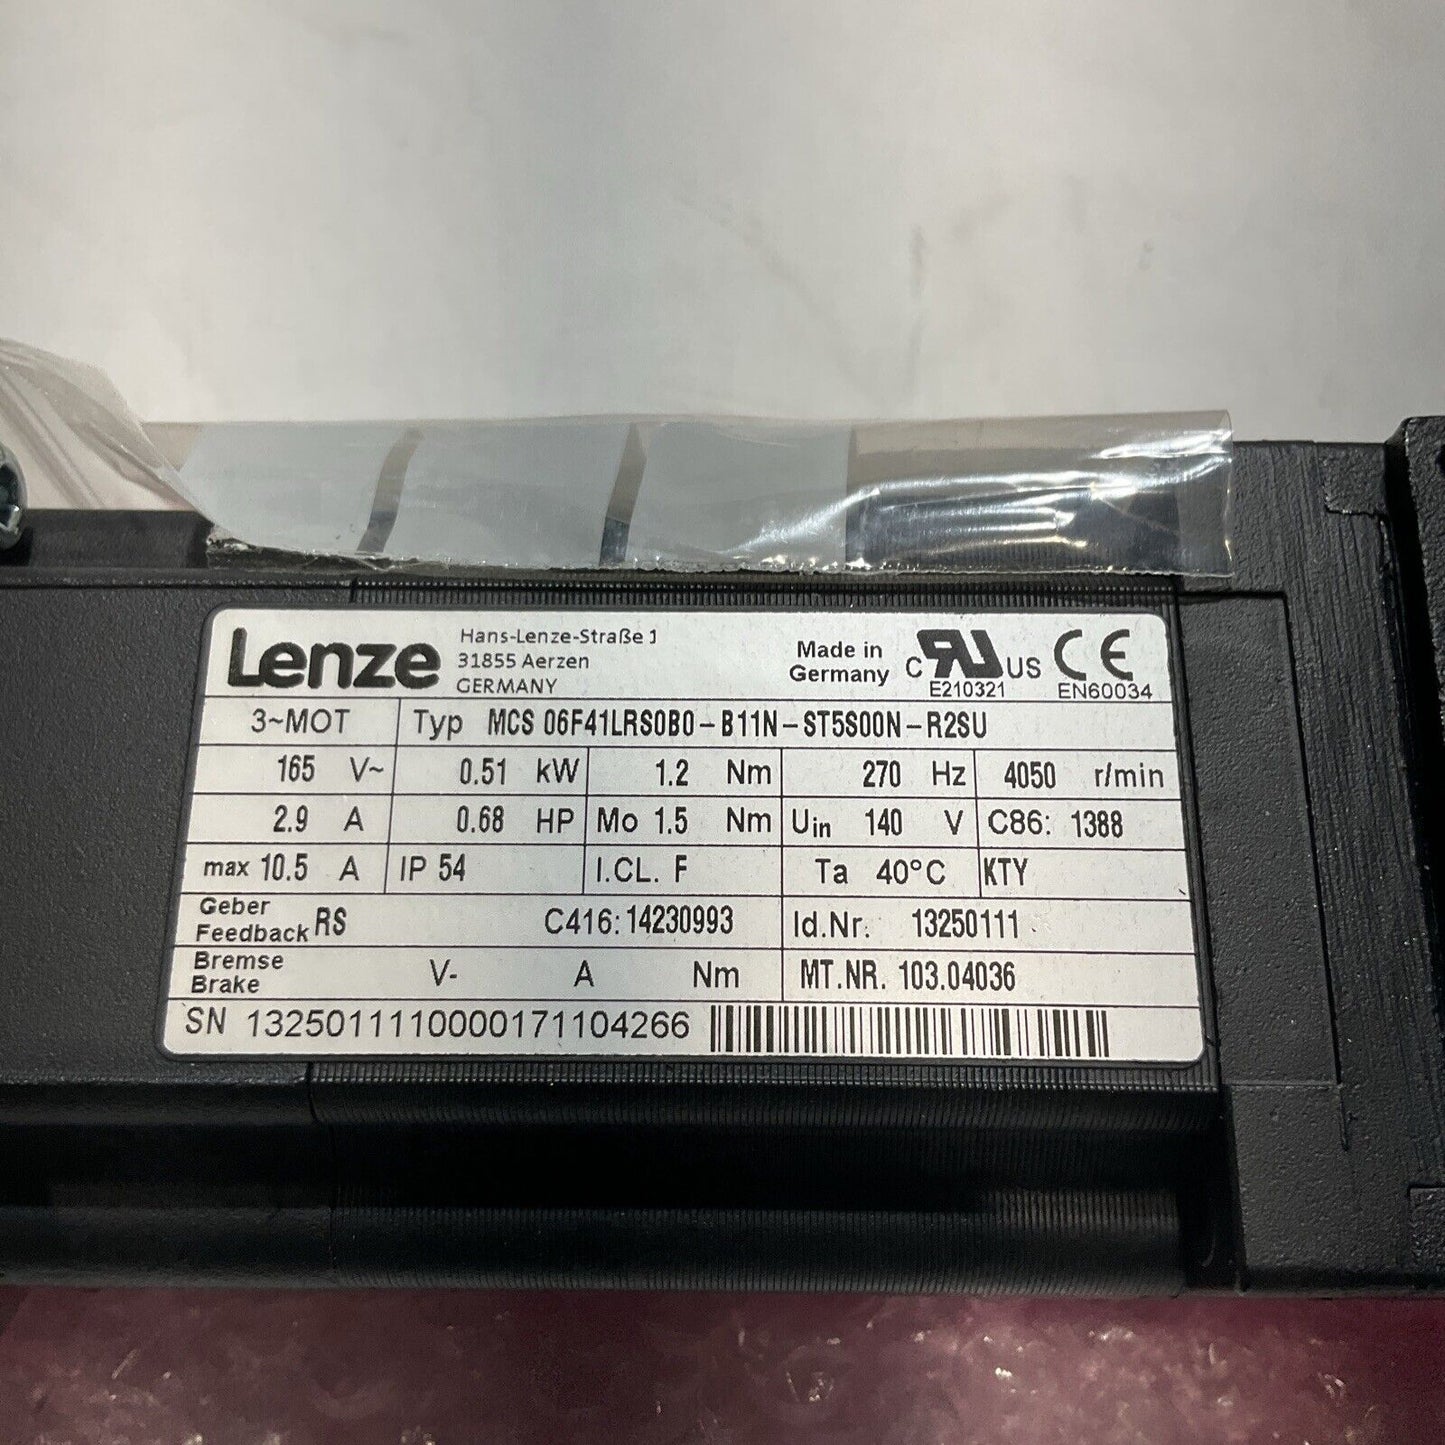 Lenze
Hans-Lenze-Straße 1
31855 Aerzen
GERMANY
Made in
Germany
C RU US
E210321
CE
EN60034
3~MOT Typ MCS 06F41LRS0B0-B11N-ST5S00N-R2SU
165 V~ 0.51 kW 1.2 Nm 270 Hz 4050 r/min
2.9 A 0.68 HP Mo 1.5 Nm Uin 140 V C86: 1388
max 10.5 A IP 54 I.CL. F Ta 40°C KTY
Geber
Feedback RS C416: 14230993 Id.Nr. 13250111
Bremse
Brake V- A Nm MT.NR. 103.04036
SN 1325011110000171104266